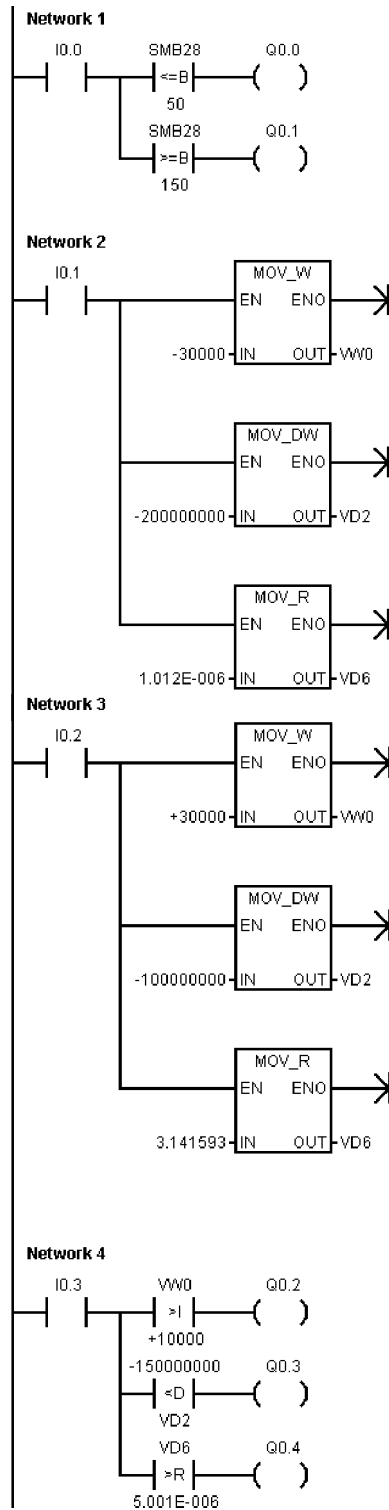 Network 1
I0.0 SMB28 Q0.0
<=B
50
SMB28 Q0.1
>=B
150
Network 2
I0.1 MOV_W
EN ENO
-30000 IN OUT VW0
MOV_DW
EN ENO
-200000000 IN OUT VD2
MOV_R
EN ENO
1.012E-006 IN OUT VD6
Network 3
I0.2 MOV_W
EN ENO
+30000 IN OUT VW0
MOV_DW
EN ENO
-100000000 IN OUT VD2
MOV_R
EN ENO
3.141593 IN OUT VD6
Network 4
I0.3 VW0 Q0.2
>I
+10000
-150000000 Q0.3
<D
VD2
VD6 Q0.4
>R
5.001E-006